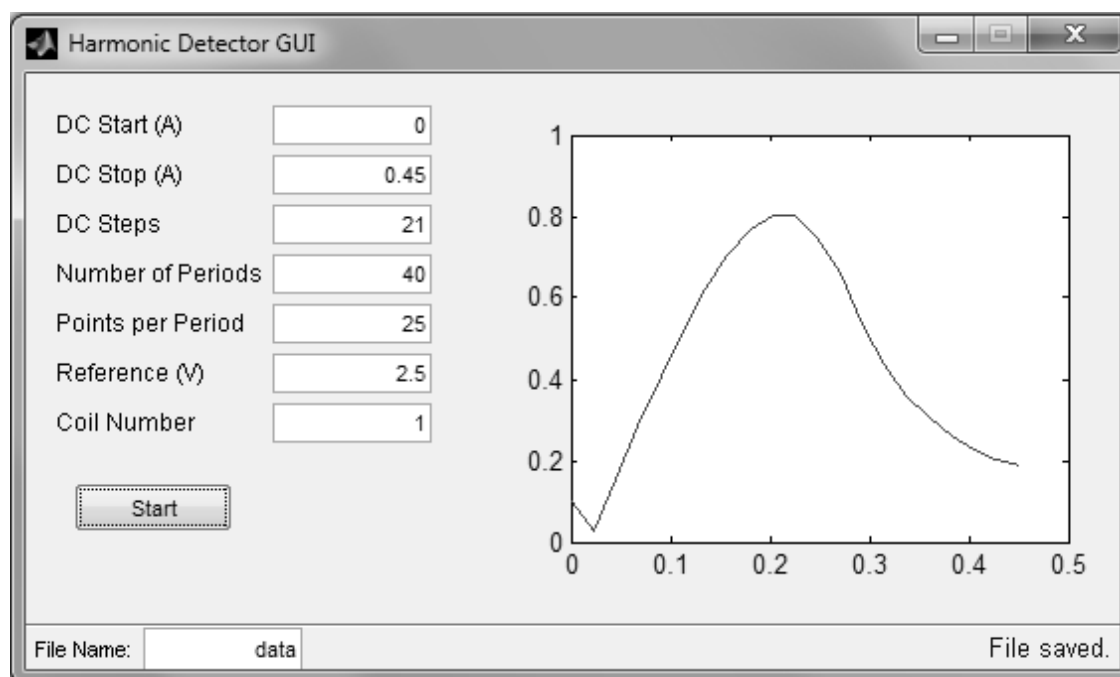 Harmonic Detector GUI
DC Start (A) 0
DC Stop (A) 0.45
DC Steps 21
Number of Periods 40
Points per Period 25
Reference (V) 2.5
Coil Number 1
Start
1
0.8
0.6
0.4
0.2
0
0 0.1 0.2 0.3 0.4 0.5
File Name: data File saved.